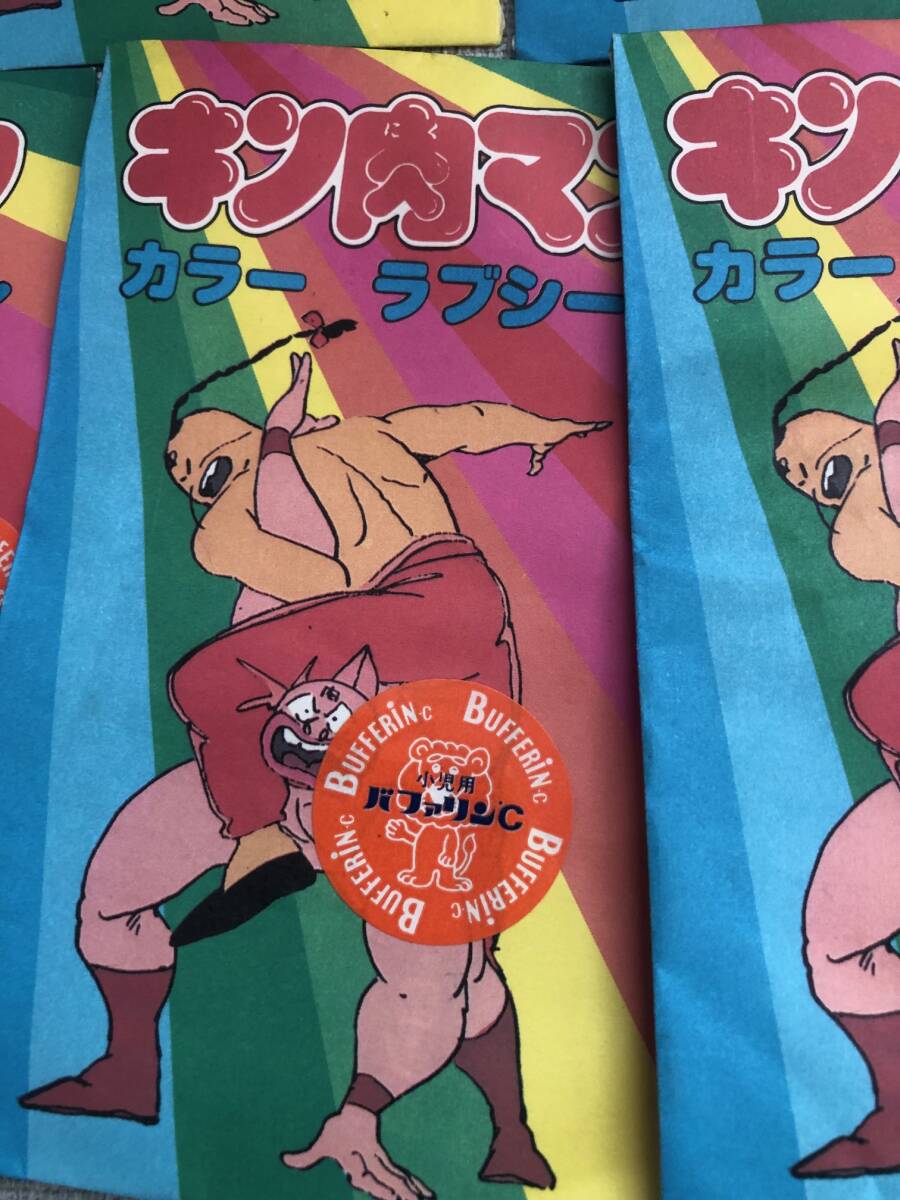 キン肉マン
にく
カラー ラブシー
キン
カラー
BUFFERIN-C BUFFERIN-C BUFFERIN-C BUFFERIN-C
小児用
バファリンC
肉